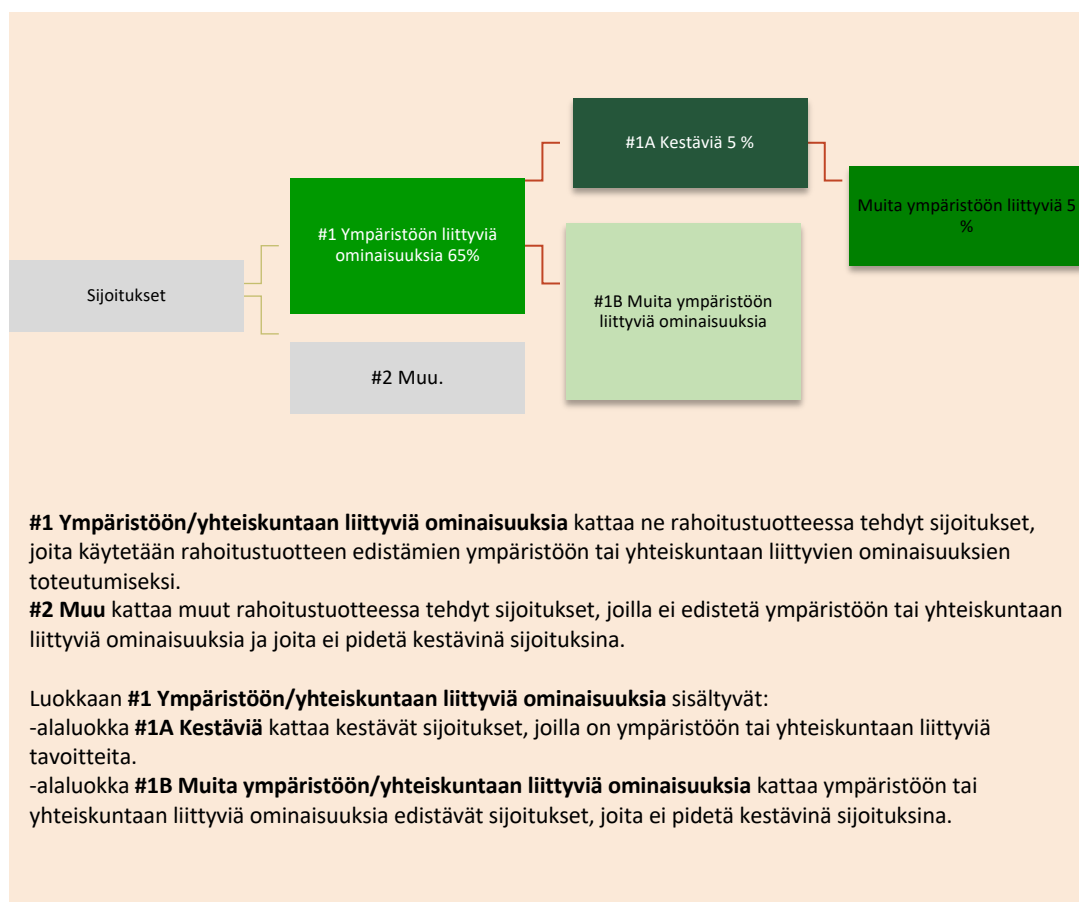 #1A Kestäviä 5 %
Muita ympäristöön liittyviä 5
%
#1 Ympäristöön liittyviä
ominaisuuksia 65%
Sijoitukset
#1B Muita ympäristöön
liittyviä ominaisuuksia
#2 Muu.
#1 Ympäristöön/yhteiskuntaan liittyviä ominaisuuksia kattaa ne rahoitustuotteessa tehdyt sijoitukset,
joita käytetään rahoitustuotteen edistämien ympäristöön tai yhteiskuntaan liittyvien ominaisuuksien
toteutumiseksi.
#2 Muu kattaa muut rahoitustuotteessa tehdyt sijoitukset, joilla ei edistetä ympäristöön tai yhteiskuntaan
liittyviä ominaisuuksia ja joita ei pidetä kestävinä sijoituksina.
Luokkaan #1 Ympäristöön/yhteiskuntaan liittyviä ominaisuuksia sisältyvät:
-alaluokka #1A Kestäviä kattaa kestävät sijoitukset, joilla on ympäristöön tai yhteiskuntaan liittyviä
tavoitteita.
-alaluokka #1B Muita ympäristöön/yhteiskuntaan liittyviä ominaisuuksia kattaa ympäristöön tai
yhteiskuntaan liittyviä ominaisuuksia edistävät sijoitukset, joita ei pidetä kestävinä sijoituksina.